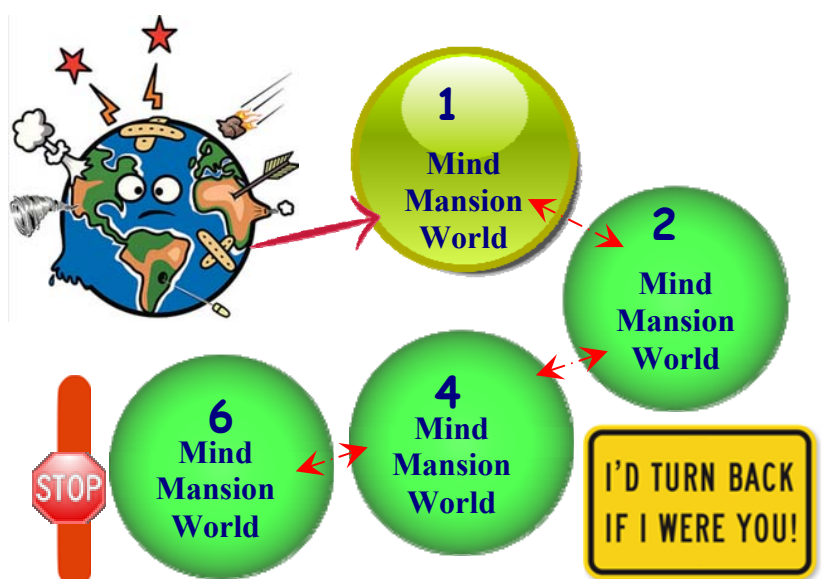 1
Mind
Mansion
World
2
Mind
Mansion
World
4
Mind
Mansion
World
6
Mind
Mansion
World
STOP
I'D TURN BACK
IF I WERE YOU!